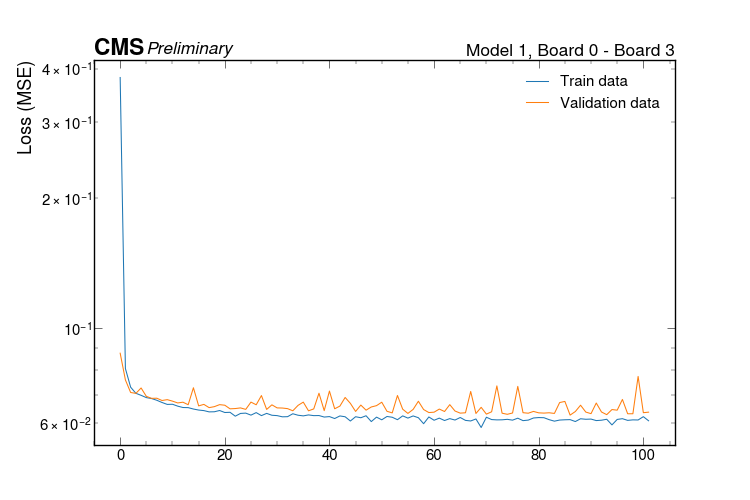 CMS Preliminary Model 1, Board 0 - Board 3
Loss (MSE)
4 × 10⁻¹
3 × 10⁻¹
2 × 10⁻¹
10⁻¹
6 × 10⁻²
Train data
Validation data
0 20 40 60 80 100